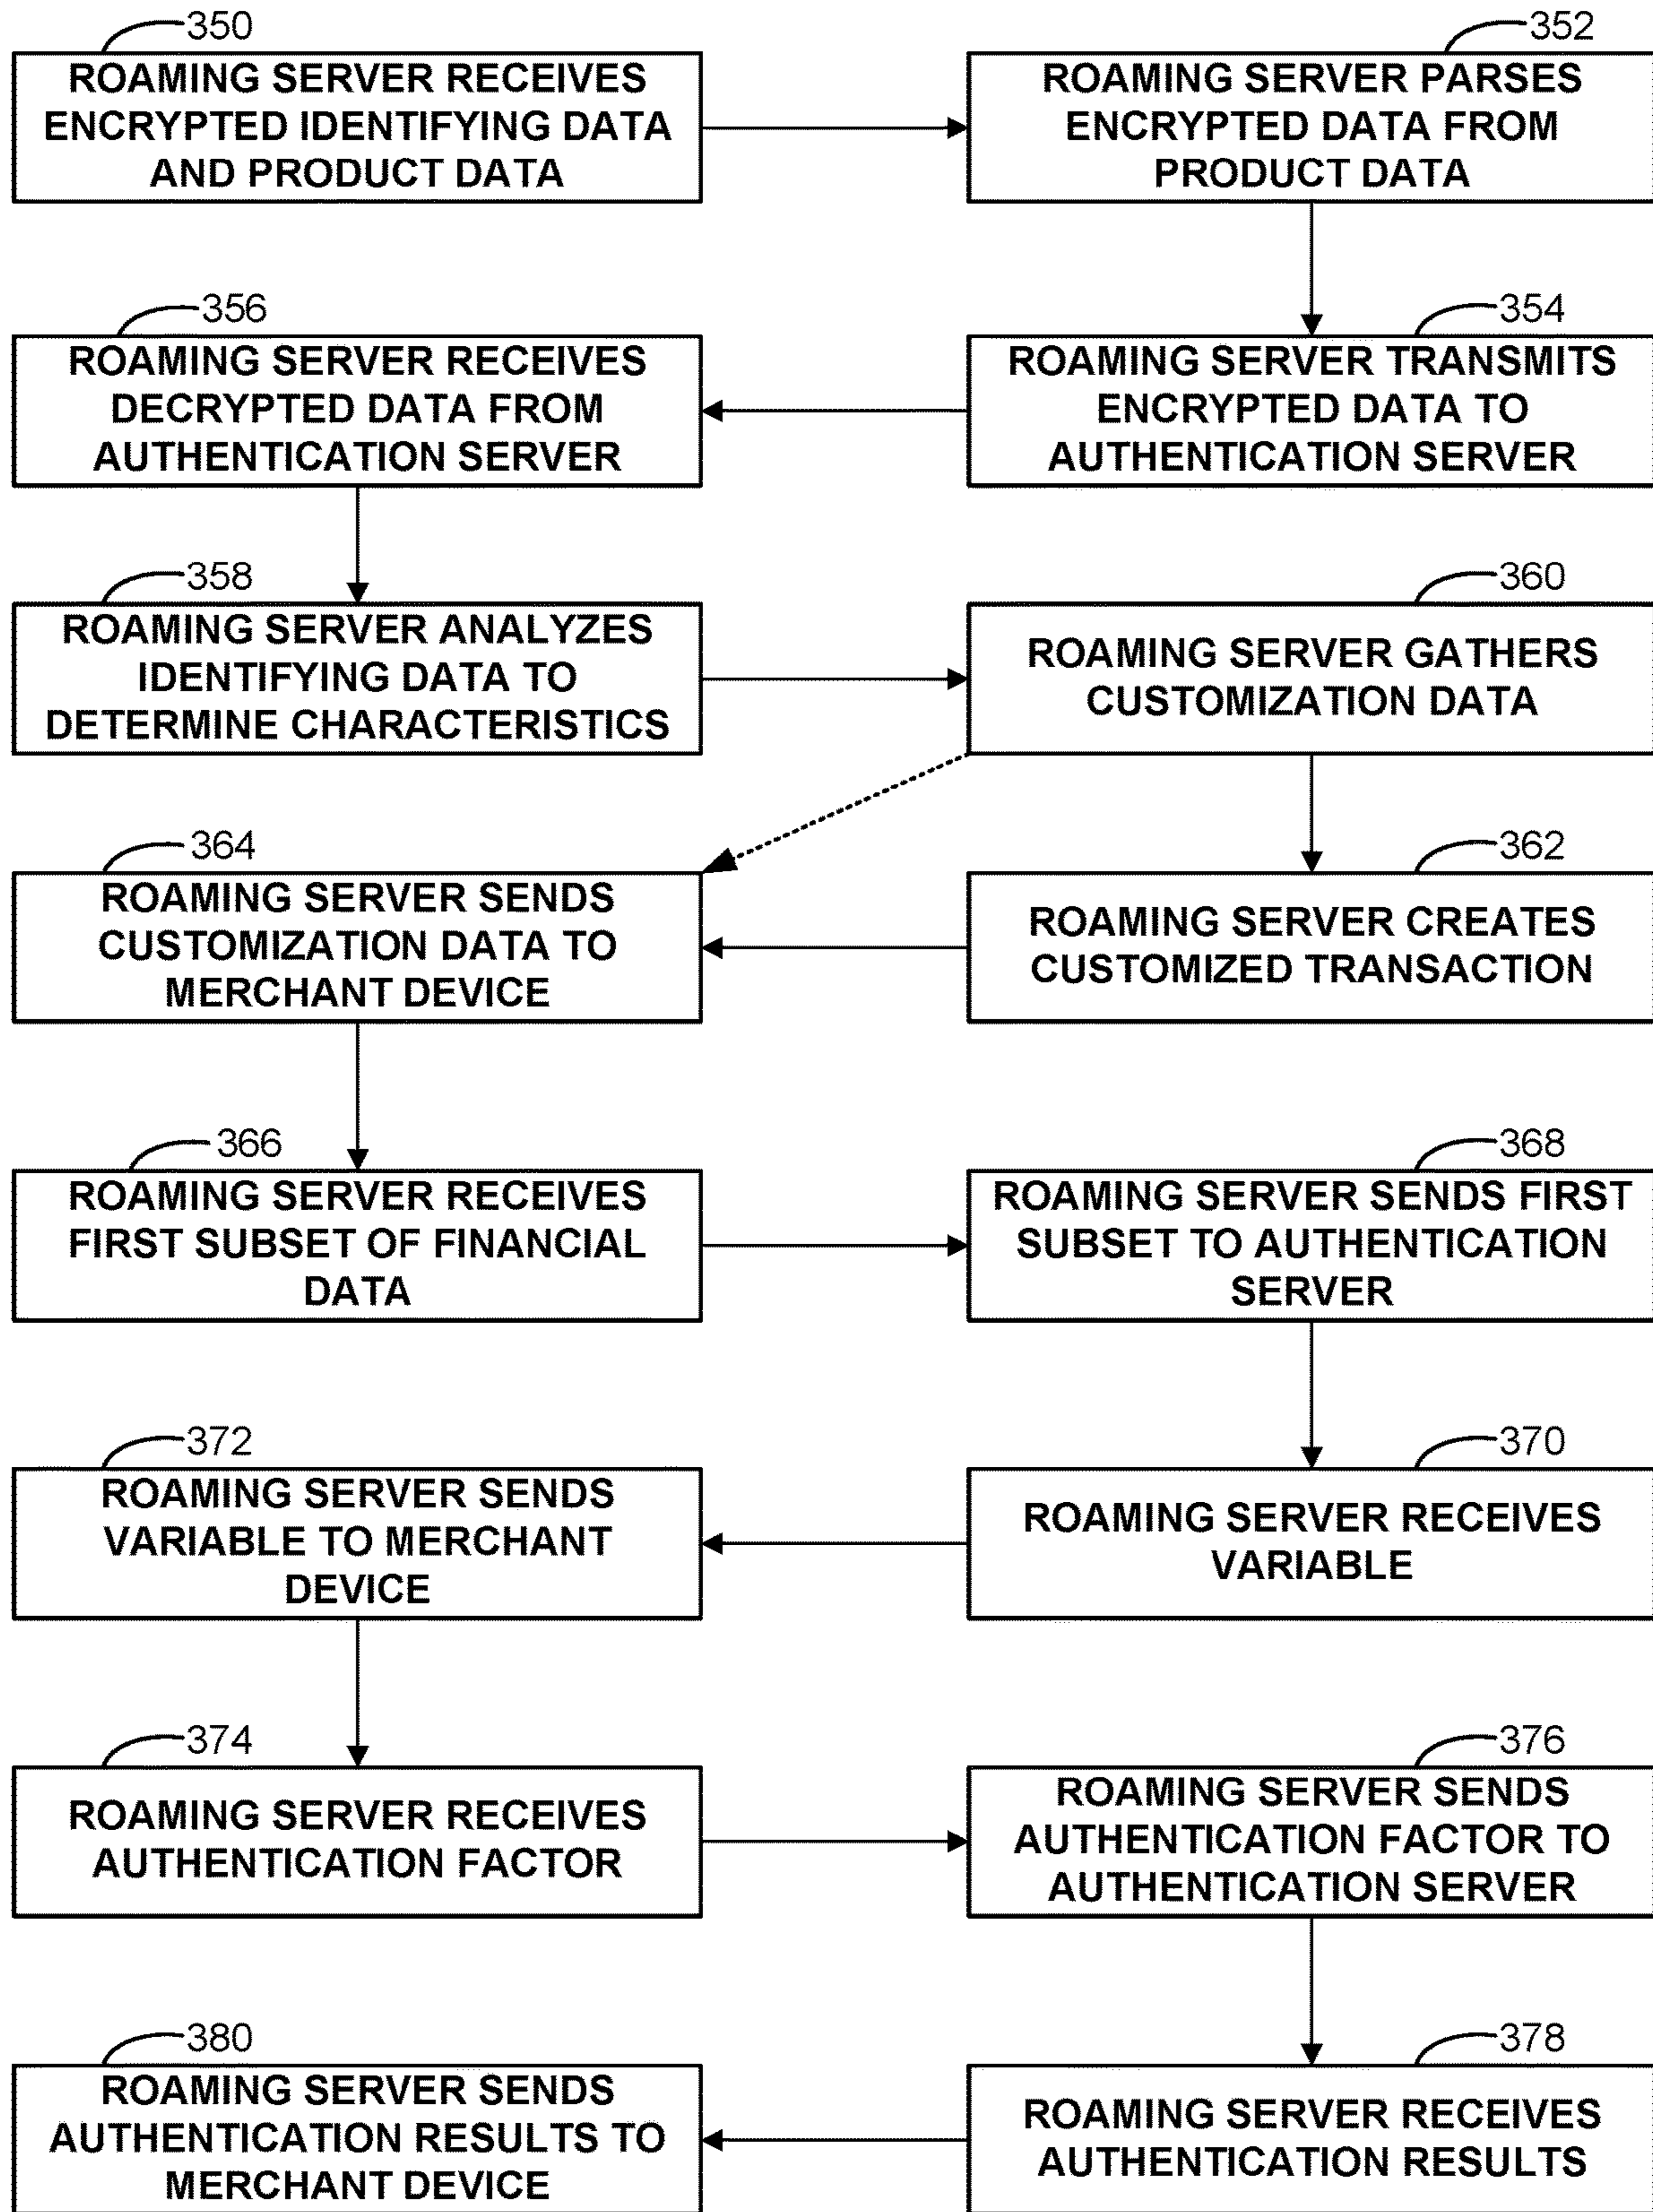 350
ROAMING SERVER RECEIVES
ENCRYPTED IDENTIFYING DATA
AND PRODUCT DATA
352
ROAMING SERVER PARSES
ENCRYPTED DATA FROM
PRODUCT DATA
354
ROAMING SERVER TRANSMITS
ENCRYPTED DATA TO
AUTHENTICATION SERVER
356
ROAMING SERVER RECEIVES
DECRYPTED DATA FROM
AUTHENTICATION SERVER
358
ROAMING SERVER ANALYZES
IDENTIFYING DATA TO
DETERMINE CHARACTERISTICS
360
ROAMING SERVER GATHERS
CUSTOMIZATION DATA
362
ROAMING SERVER CREATES
CUSTOMIZED TRANSACTION
364
ROAMING SERVER SENDS
CUSTOMIZATION DATA TO
MERCHANT DEVICE
366
ROAMING SERVER RECEIVES
FIRST SUBSET OF FINANCIAL
DATA
368
ROAMING SERVER SENDS FIRST
SUBSET TO AUTHENTICATION
SERVER
370
ROAMING SERVER RECEIVES
VARIABLE
372
ROAMING SERVER SENDS
VARIABLE TO MERCHANT
DEVICE
374
ROAMING SERVER RECEIVES
AUTHENTICATION FACTOR
376
ROAMING SERVER SENDS
AUTHENTICATION FACTOR TO
AUTHENTICATION SERVER
378
ROAMING SERVER RECEIVES
AUTHENTICATION RESULTS
380
ROAMING SERVER SENDS
AUTHENTICATION RESULTS TO
MERCHANT DEVICE